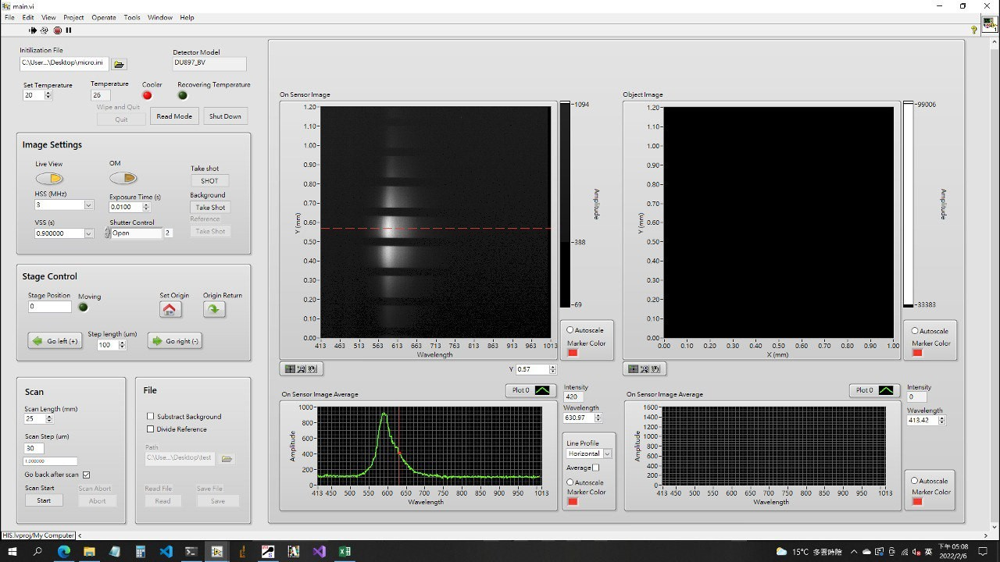 main.vi
File Edit View Project Operate Tools Window Help
Initilization File
C:\User...\Desktop\micro.ini
Detector Model
DU897_BV
Set Temperature
20
Temperature
26
Cooler
Recovering Temperature
Wipe and Quit
Quit
Read Mode
Shut Down
Image Settings
Live View
OM
Take shot
SHOT
HSS (MHz)
3
Exposure Time (s)
0.0100
Background
Take Shot
VSS (s)
0.900000
Shutter Control
Open
2
Reference
Take Shot
Stage Control
Stage Position
0
Moving
Set Origin
Origin Return
Go left (+)
Step length (um)
100
Go right (-)
Scan
Scan Length (mm)
25
Scan Step (um)
30
1.000000
Go back after scan
Scan Start
Start
Scan Abort
Abort
File
Substract Background
Divide Reference
Path
C:\Use...\Desktop\test
Read File
Read
Save File
Save
On Sensor Image
Y (mm)
1.20
1.10
1.00
0.90
0.80
0.70
0.60
0.50
0.40
0.30
0.20
0.10
0.00
413 463 513 563 613 663 713 763 813 863 913 963 1013
Wavelength
1094
388
69
Amplitude
Autoscale
Marker Color
Y 0.57
Object Image
Y (mm)
1.20
1.10
1.00
0.90
0.80
0.70
0.60
0.50
0.40
0.30
0.20
0.10
0.00
0.00 0.10 0.20 0.30 0.40 0.50 0.60 0.70 0.80 0.90 1.00
X (mm)
99006
33383
Amplitude
Autoscale
Marker Color
On Sensor Image Average
Plot 0
Amplitude
1000
800
600
400
200
0
413 450 500 550 600 650 700 750 800 850 900 950 1013
Wavelength
Intensity
420
Wavelength
630.97
Line Profile
Horizontal
Average
Autoscale
Marker Color
On Sensor Image Average
Plot 0
Amplitude
1600
1400
1200
1000
800
600
400
200
0
413 450 500 550 600 650 700 750 800 850 900 950 1013
Wavelength
Intensity
0
Wavelength
413.42
Autoscale
Marker Color
HIS.lvproj/My Computer
15°C 多雲時陰
英
下午 05:08
2022/2/6